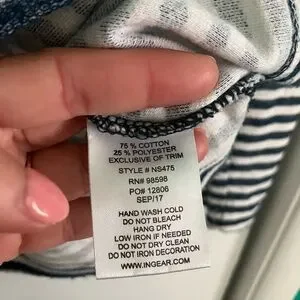 75 % COTTON
25 % POLYESTER
EXCLUSIVE OF TRIM
STYLE # NS475
RN# 98598
PO# 12806
SEP/17
HAND WASH COLD
DO NOT BLEACH
HANG DRY
LOW IRON IF NEEDED
DO NOT DRY CLEAN
DO NOT IRON DECORATION
WWW.INGEAR.COM